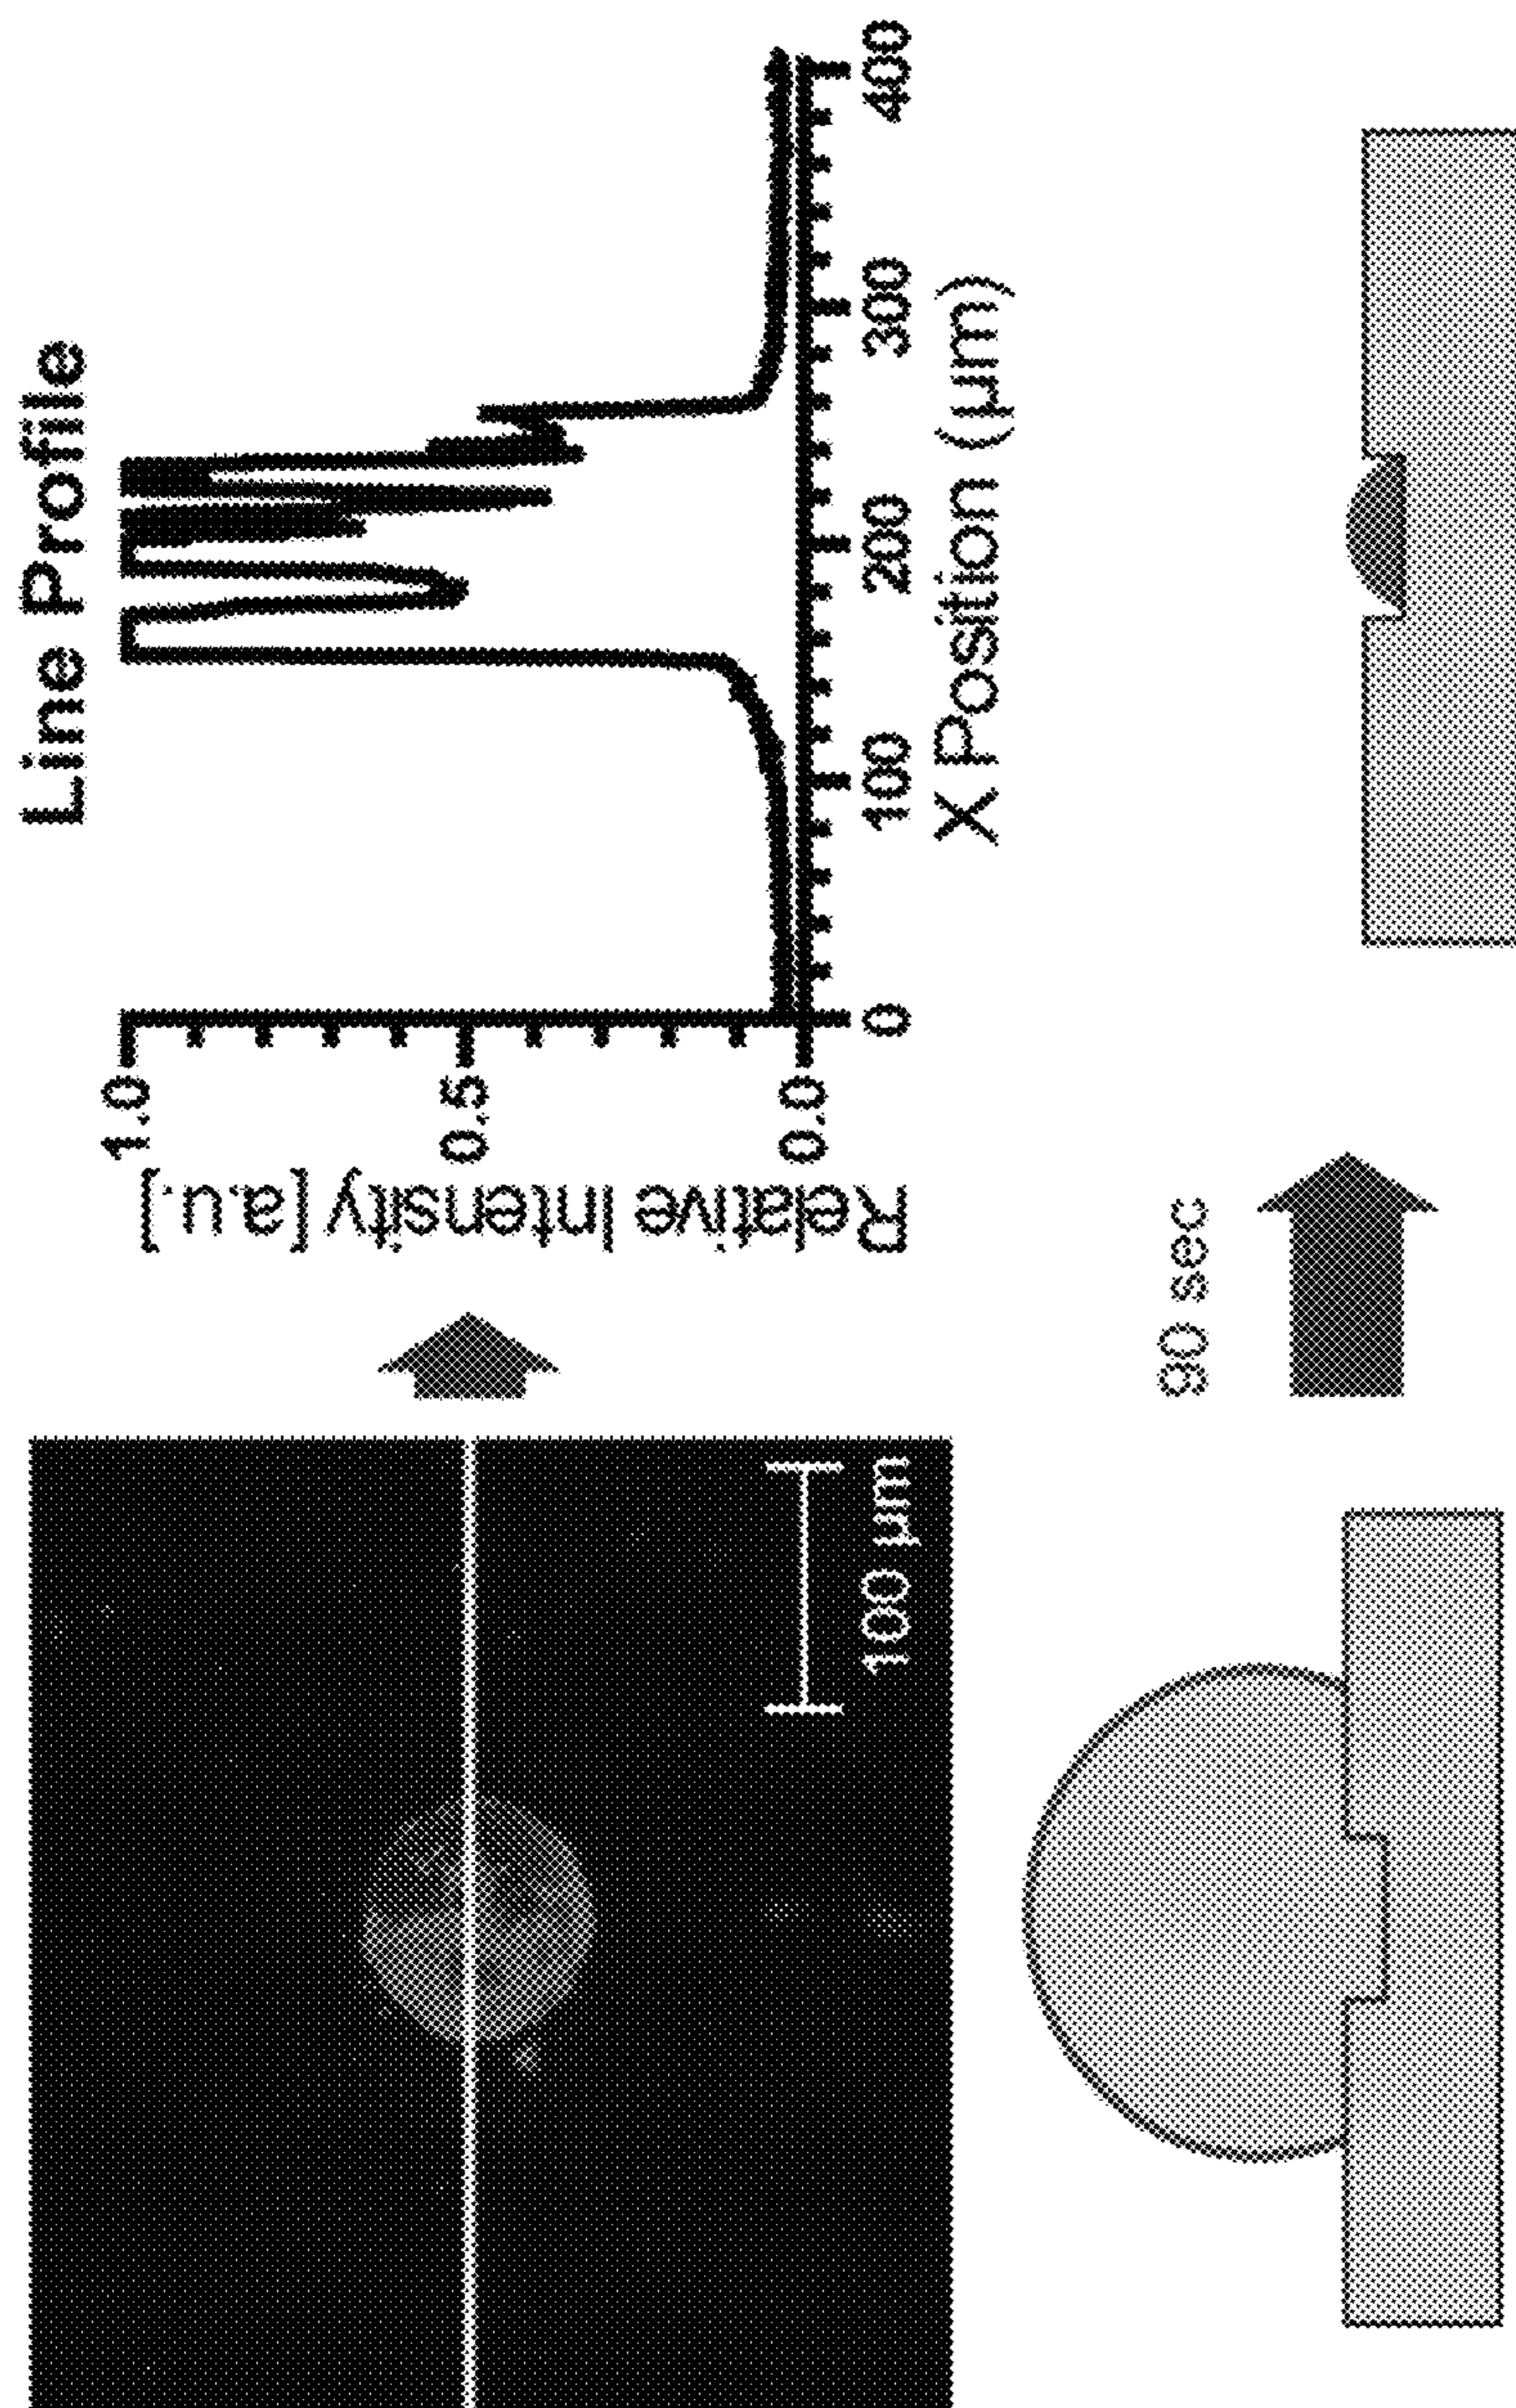 100 µm
Line Profile
Relative Intensity [a.u.]
1.0
0.5
0.0
0 100 200 300 400
X Position (µm)
90 sec